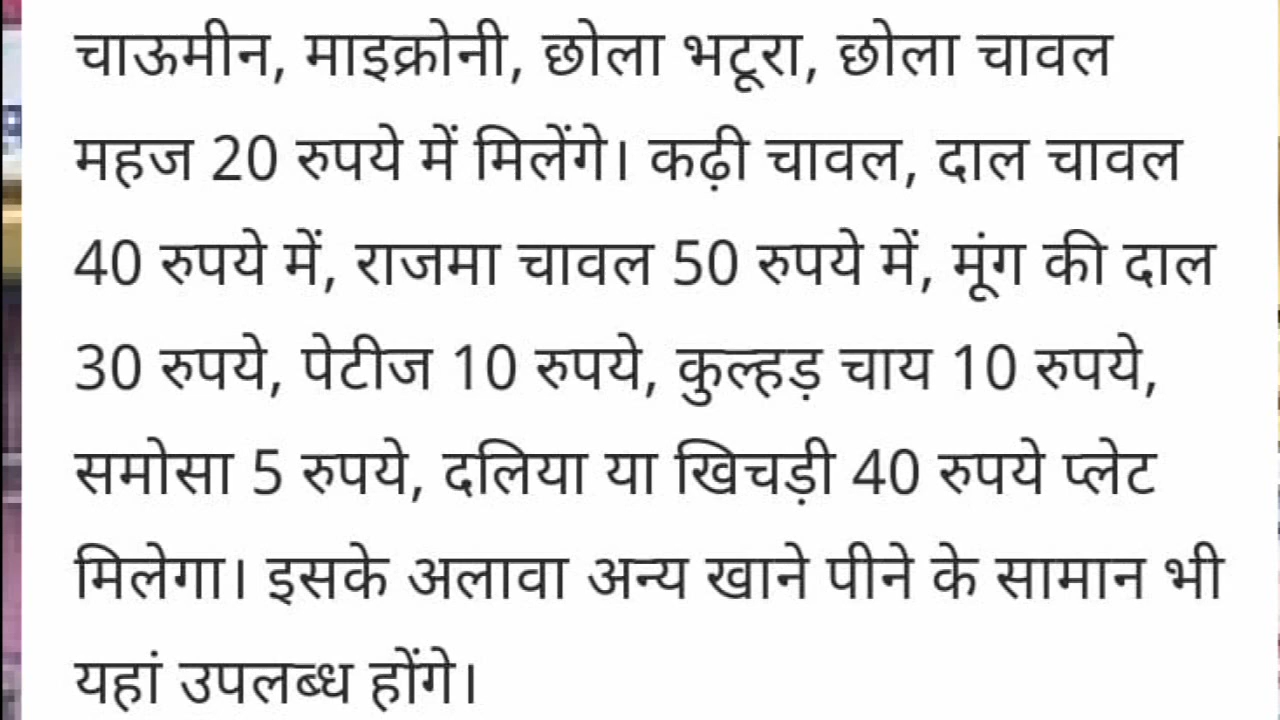 चाऊमीन, माइक्रोनी, छोला भटूरा, छोला चावल
महज 20 रुपये में मिलेंगे। कढ़ी चावल, दाल चावल
40 रुपये में, राजमा चावल 50 रुपये में, मूंग की दाल
30 रुपये, पेटीज 10 रुपये, कुल्हड़ चाय 10 रुपये,
समोसा 5 रुपये, दलिया या खिचड़ी 40 रुपये प्लेट
मिलेगा। इसके अलावा अन्य खाने पीने के सामान भी
यहां उपलब्ध होंगे।